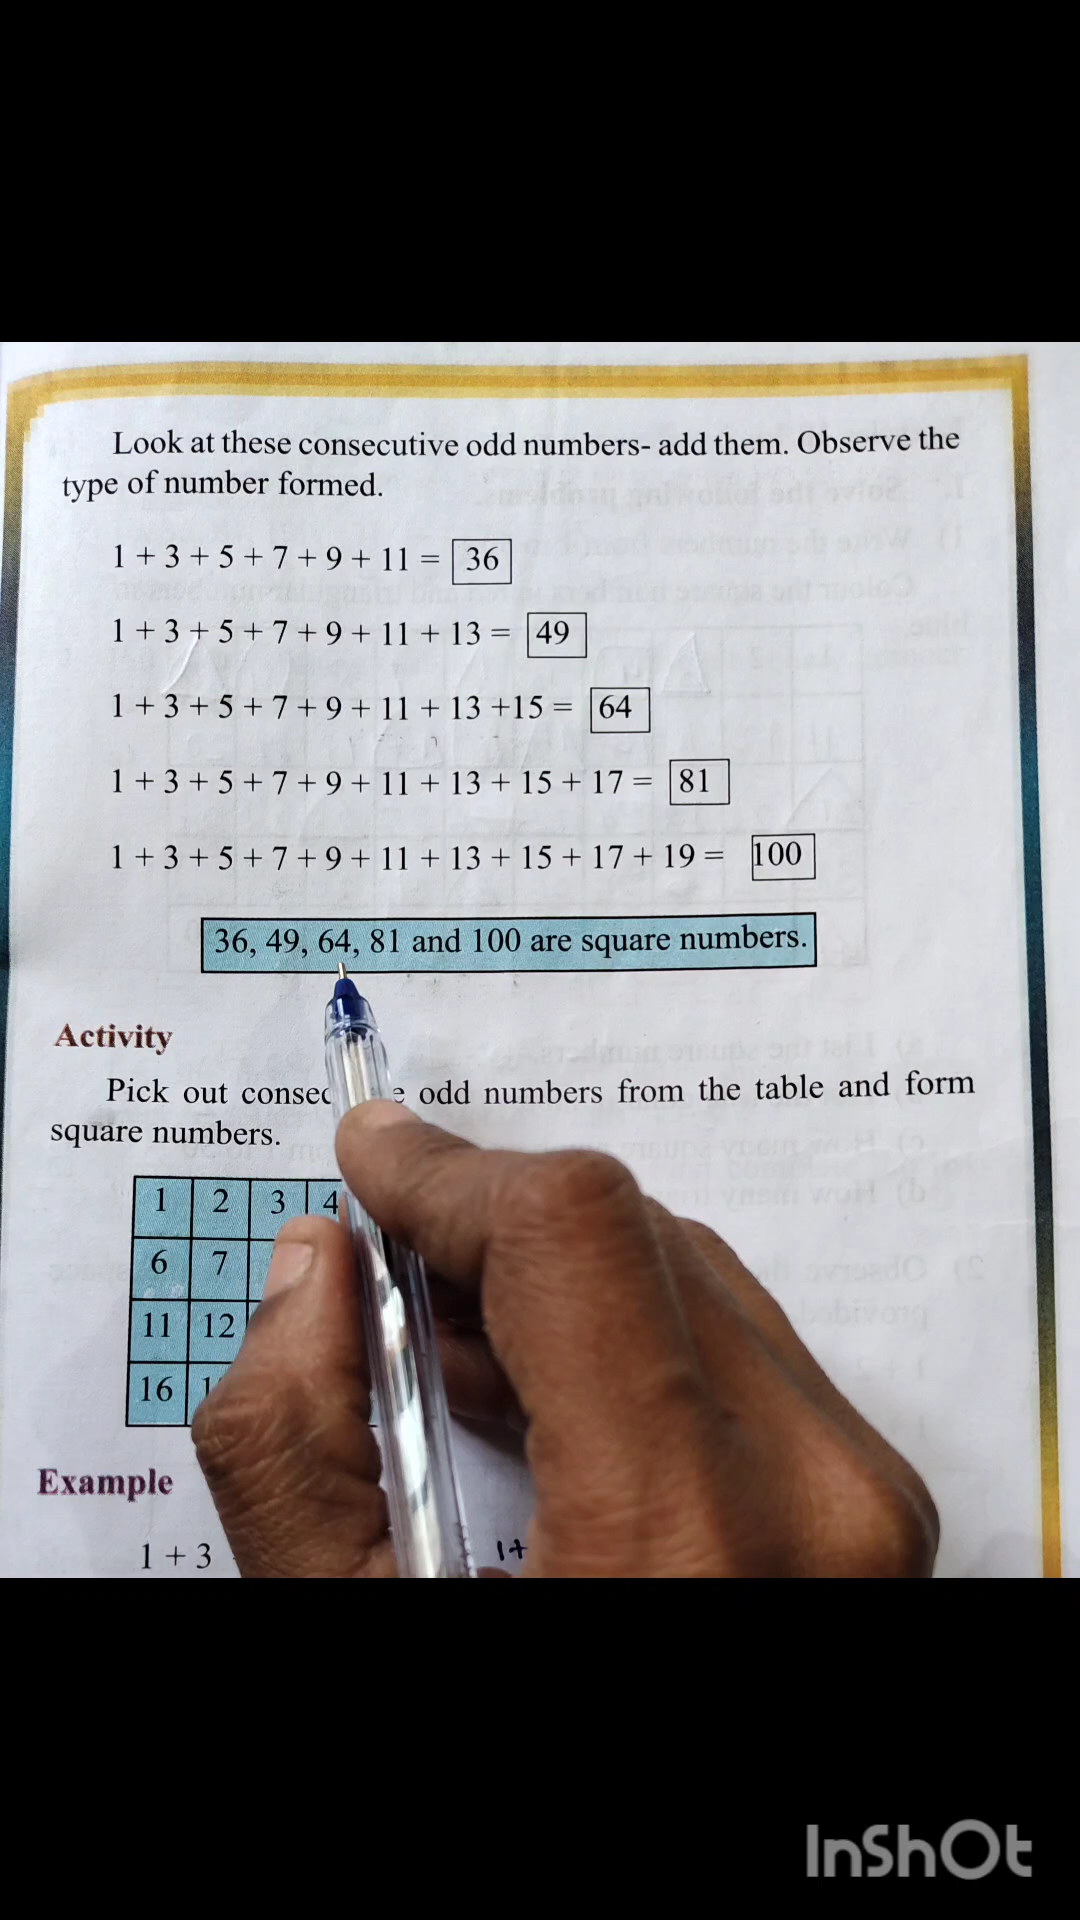 Look at these consecutive odd numbers- add them. Observe the
type of number formed.
1 + 3 + 5 + 7 + 9 + 11 = 36
1 + 3 + 5 + 7 + 9 + 11 + 13 = 49
1 + 3 + 5 + 7 + 9 + 11 + 13 +15 = 64
1 + 3 + 5 + 7 + 9 + 11 + 13 + 15 + 17 = 81
1 + 3 + 5 + 7 + 9 + 11 + 13 + 15 + 17 + 19 = 100
36, 49, 64, 81 and 100 are square numbers.
Activity
Pick out odd numbers from the table and form
square numbers.
1 2 3 4
6 7
11 12
16
Example
1 + 3 1+
InShOt